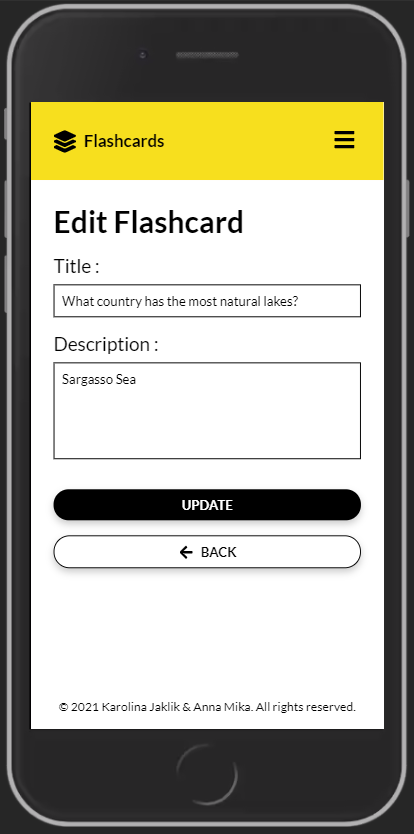 Flashcards
Edit Flashcard
Title :
What country has the most natural lakes?
Description :
Sargasso Sea
UPDATE
BACK
© 2021 Karolina Jaklik & Anna Mika. All rights reserved.